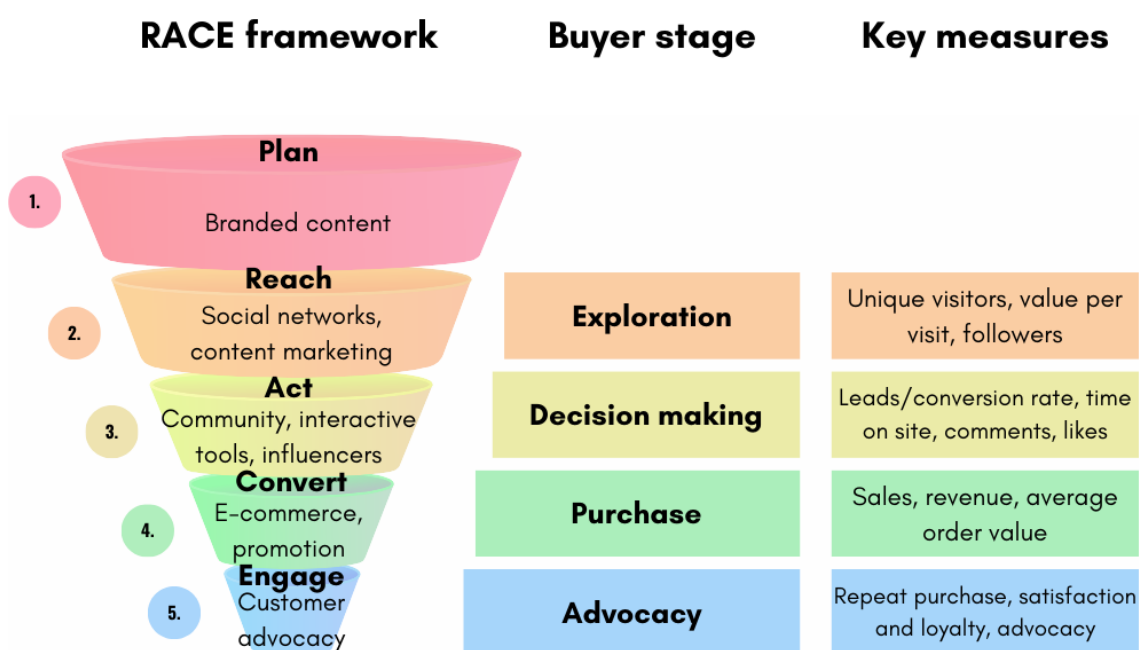 RACE framework
Buyer stage
Key measures
Plan
1.
Branded content
Reach
2.
Social networks,
content marketing
Exploration
Unique visitors, value per
visit, followers
Act
3.
Community, interactive
tools, influencers
Decision making
Leads/conversion rate, time
on site, comments, likes
Convert
4.
E-commerce,
promotion
Purchase
Sales, revenue, average
order value
Engage
5.
Customer
advocacy
Advocacy
Repeat purchase, satisfaction
and loyalty, advocacy